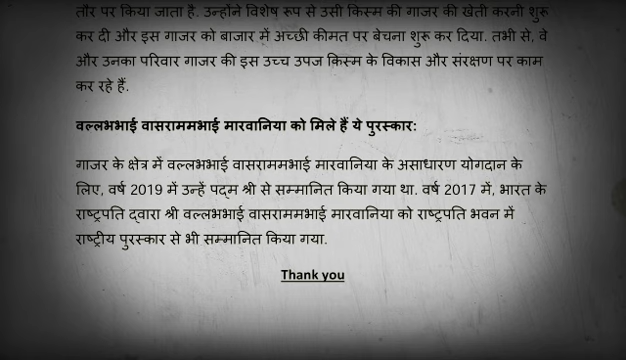 तौर पर किया जाता है. उन्होंने विशेष रूप से उसी किस्म की गाजर की खेती करनी शुरू
कर दी और इस गाजर को बाजार में अच्छी कीमत पर बेचना शुरू कर दिया. तभी से, वे
और उनका परिवार गाजर की इस उच्च उपज क़िस्म के विकास और संरक्षण पर काम
कर रहे हैं.
वल्लभभाई वासराममभाई मारवानिया को मिले हैं ये पुरस्कार:
गाजर के क्षेत्र में वल्लभभाई वासराममभाई मारवानिया के असाधारण योगदान के
लिए, वर्ष 2019 में उन्हें पद्म श्री से सम्मानित किया गया था. वर्ष 2017 में, भारत के
राष्ट्रपति द्वारा श्री वल्लभभाई वासराममभाई मारवानिया को राष्ट्रपति भवन में
राष्ट्रीय पुरस्कार से भी सम्मानित किया गया.
Thank you